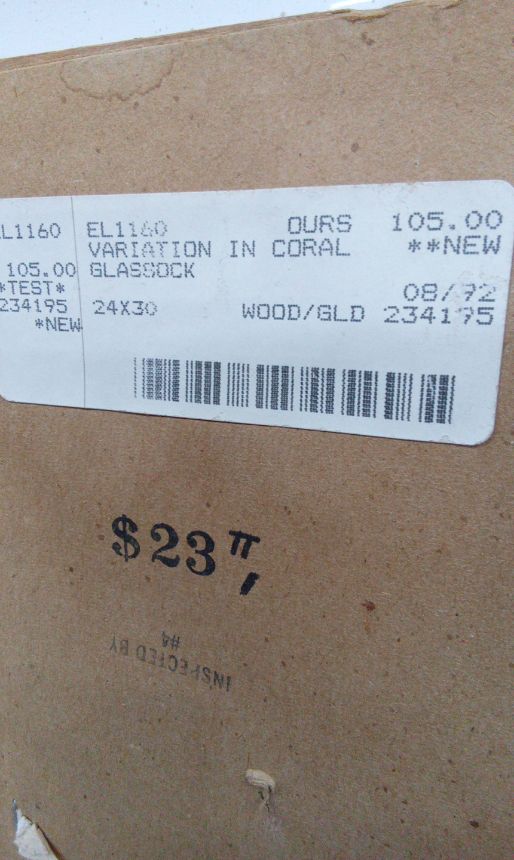 EL1160
105.00
*TEST*
234195
*NEW
EL1160 OURS 105.00
VARIATION IN CORAL **NEW
GLASSOCK
08/92
24X30 WOOD/GLD 234195
$23
INSPECTED BY
#4